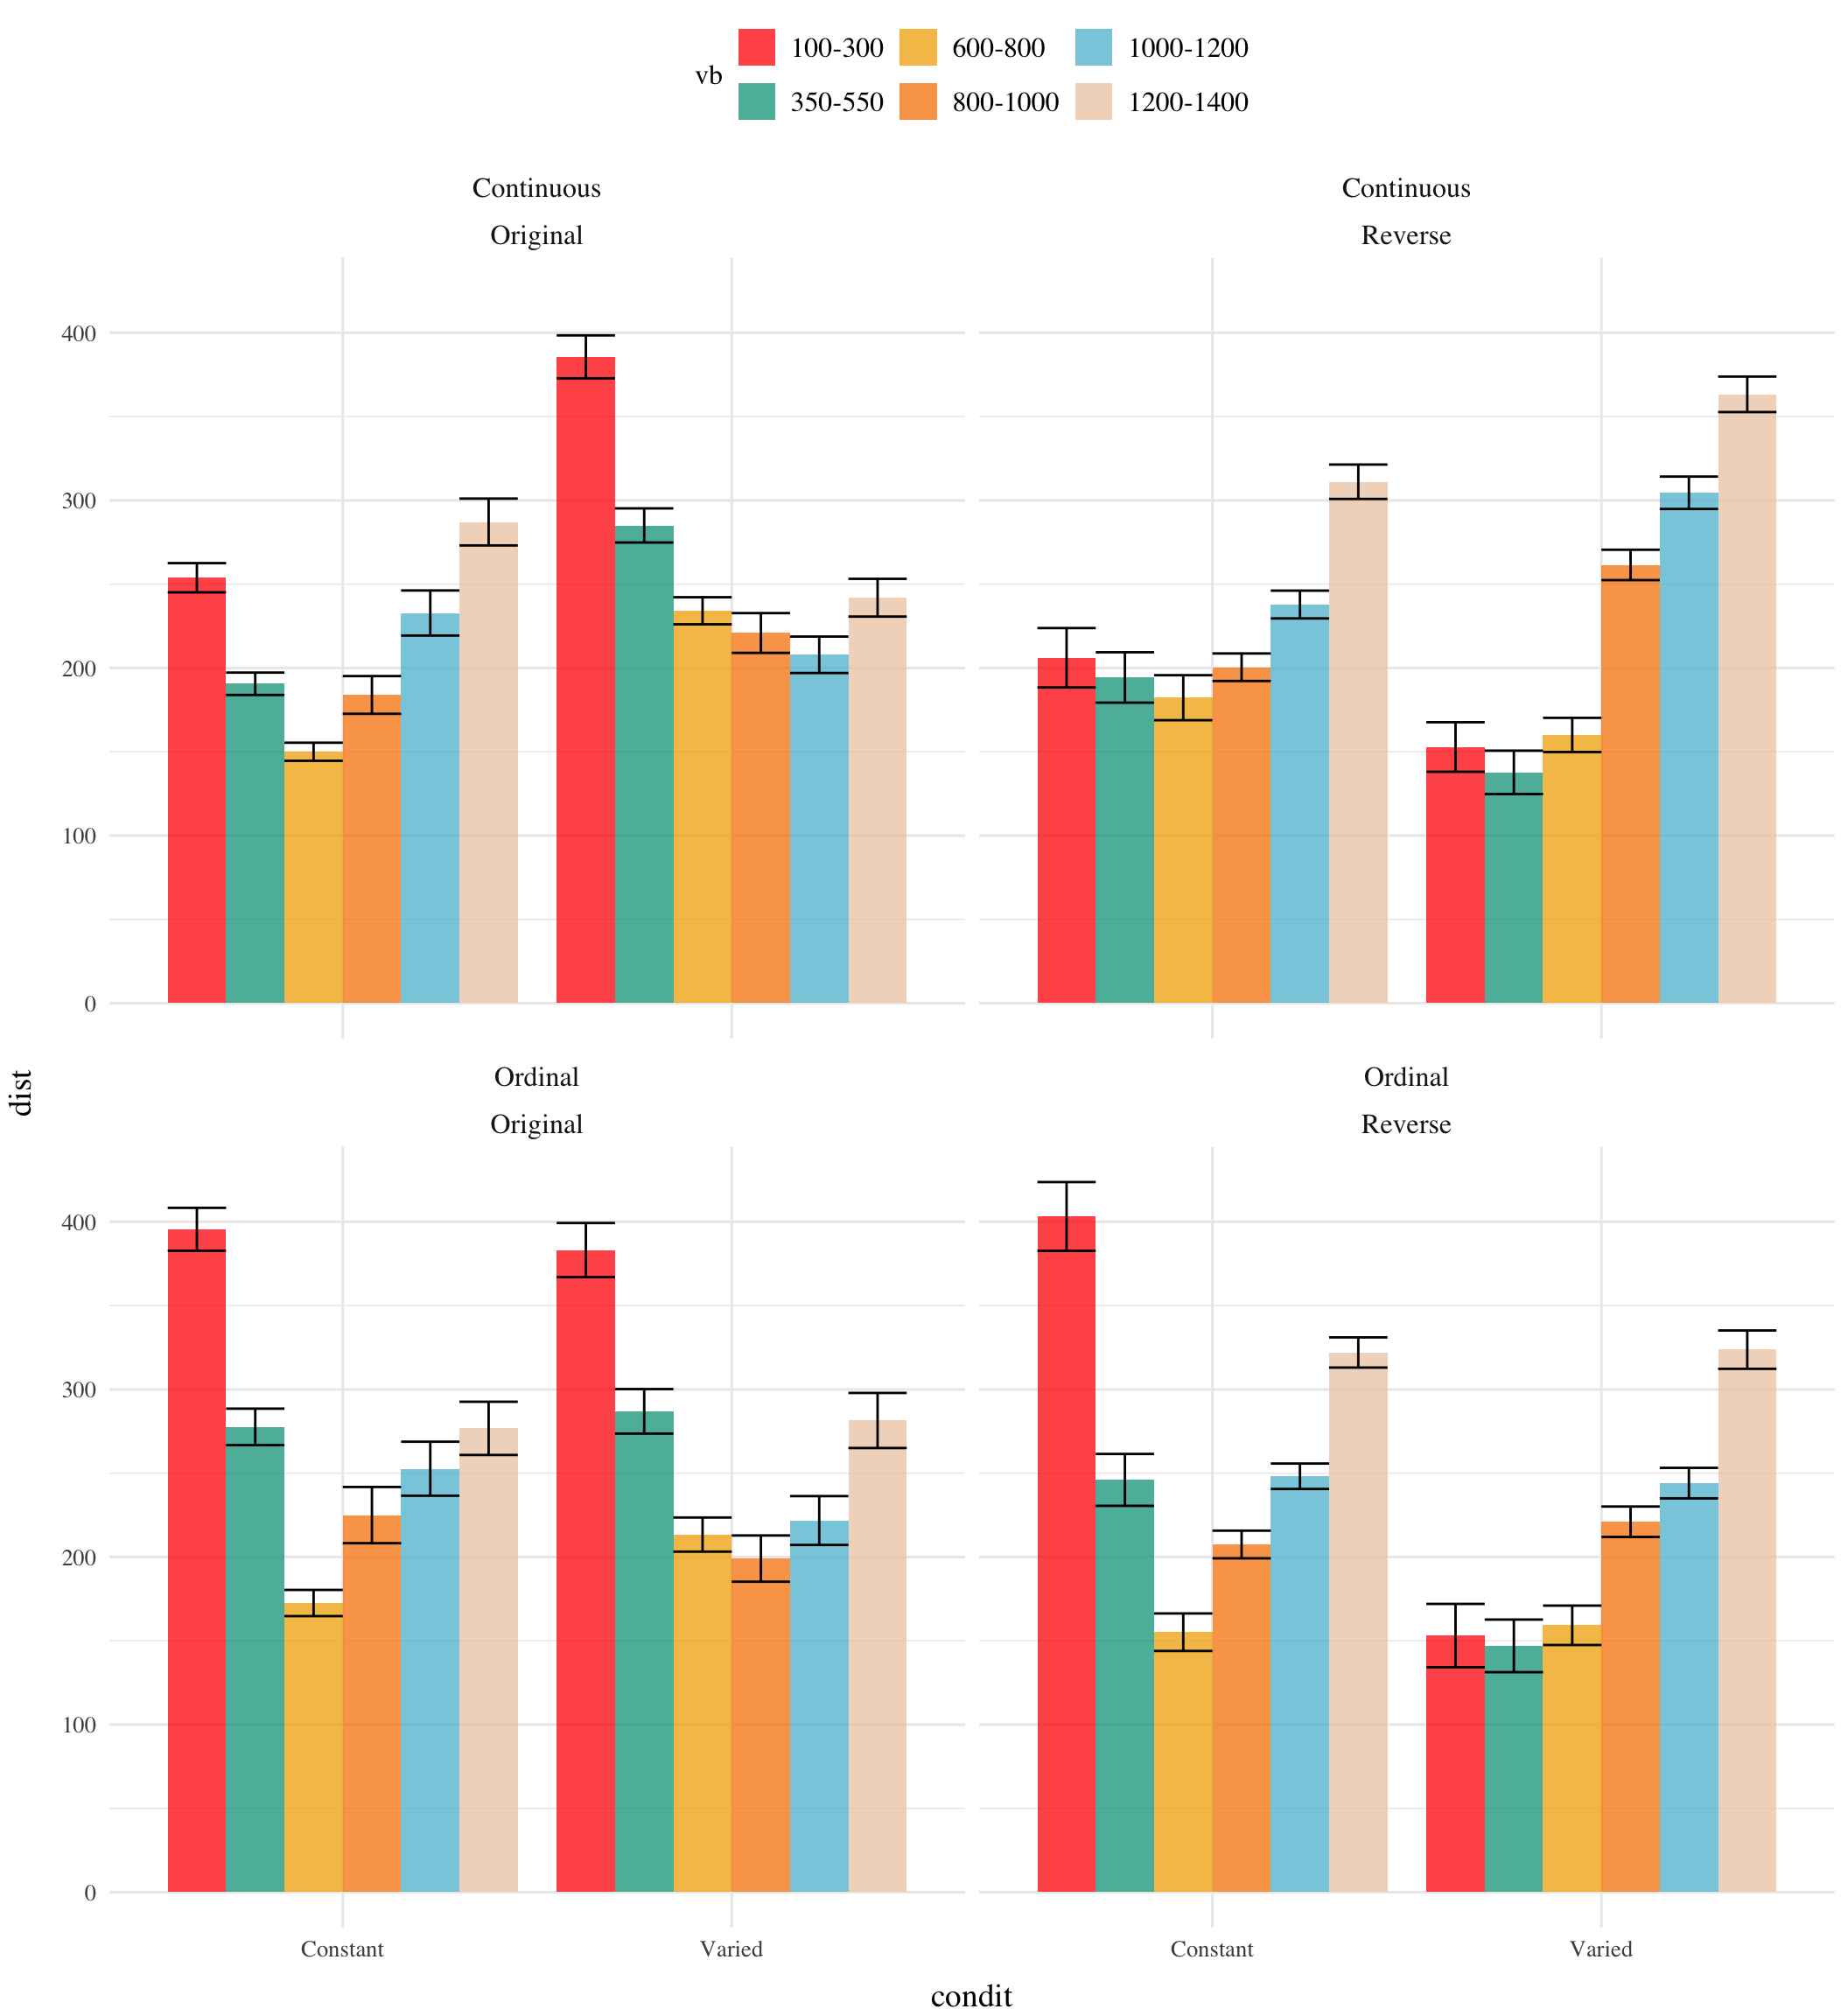 vb
100-300 600-800 1000-1200
350-550 800-1000 1200-1400
Continuous Continuous
Original Reverse
400
300
200
100
0
dist
Ordinal Ordinal
Original Reverse
400
300
200
100
0
Constant Varied Constant Varied
condit